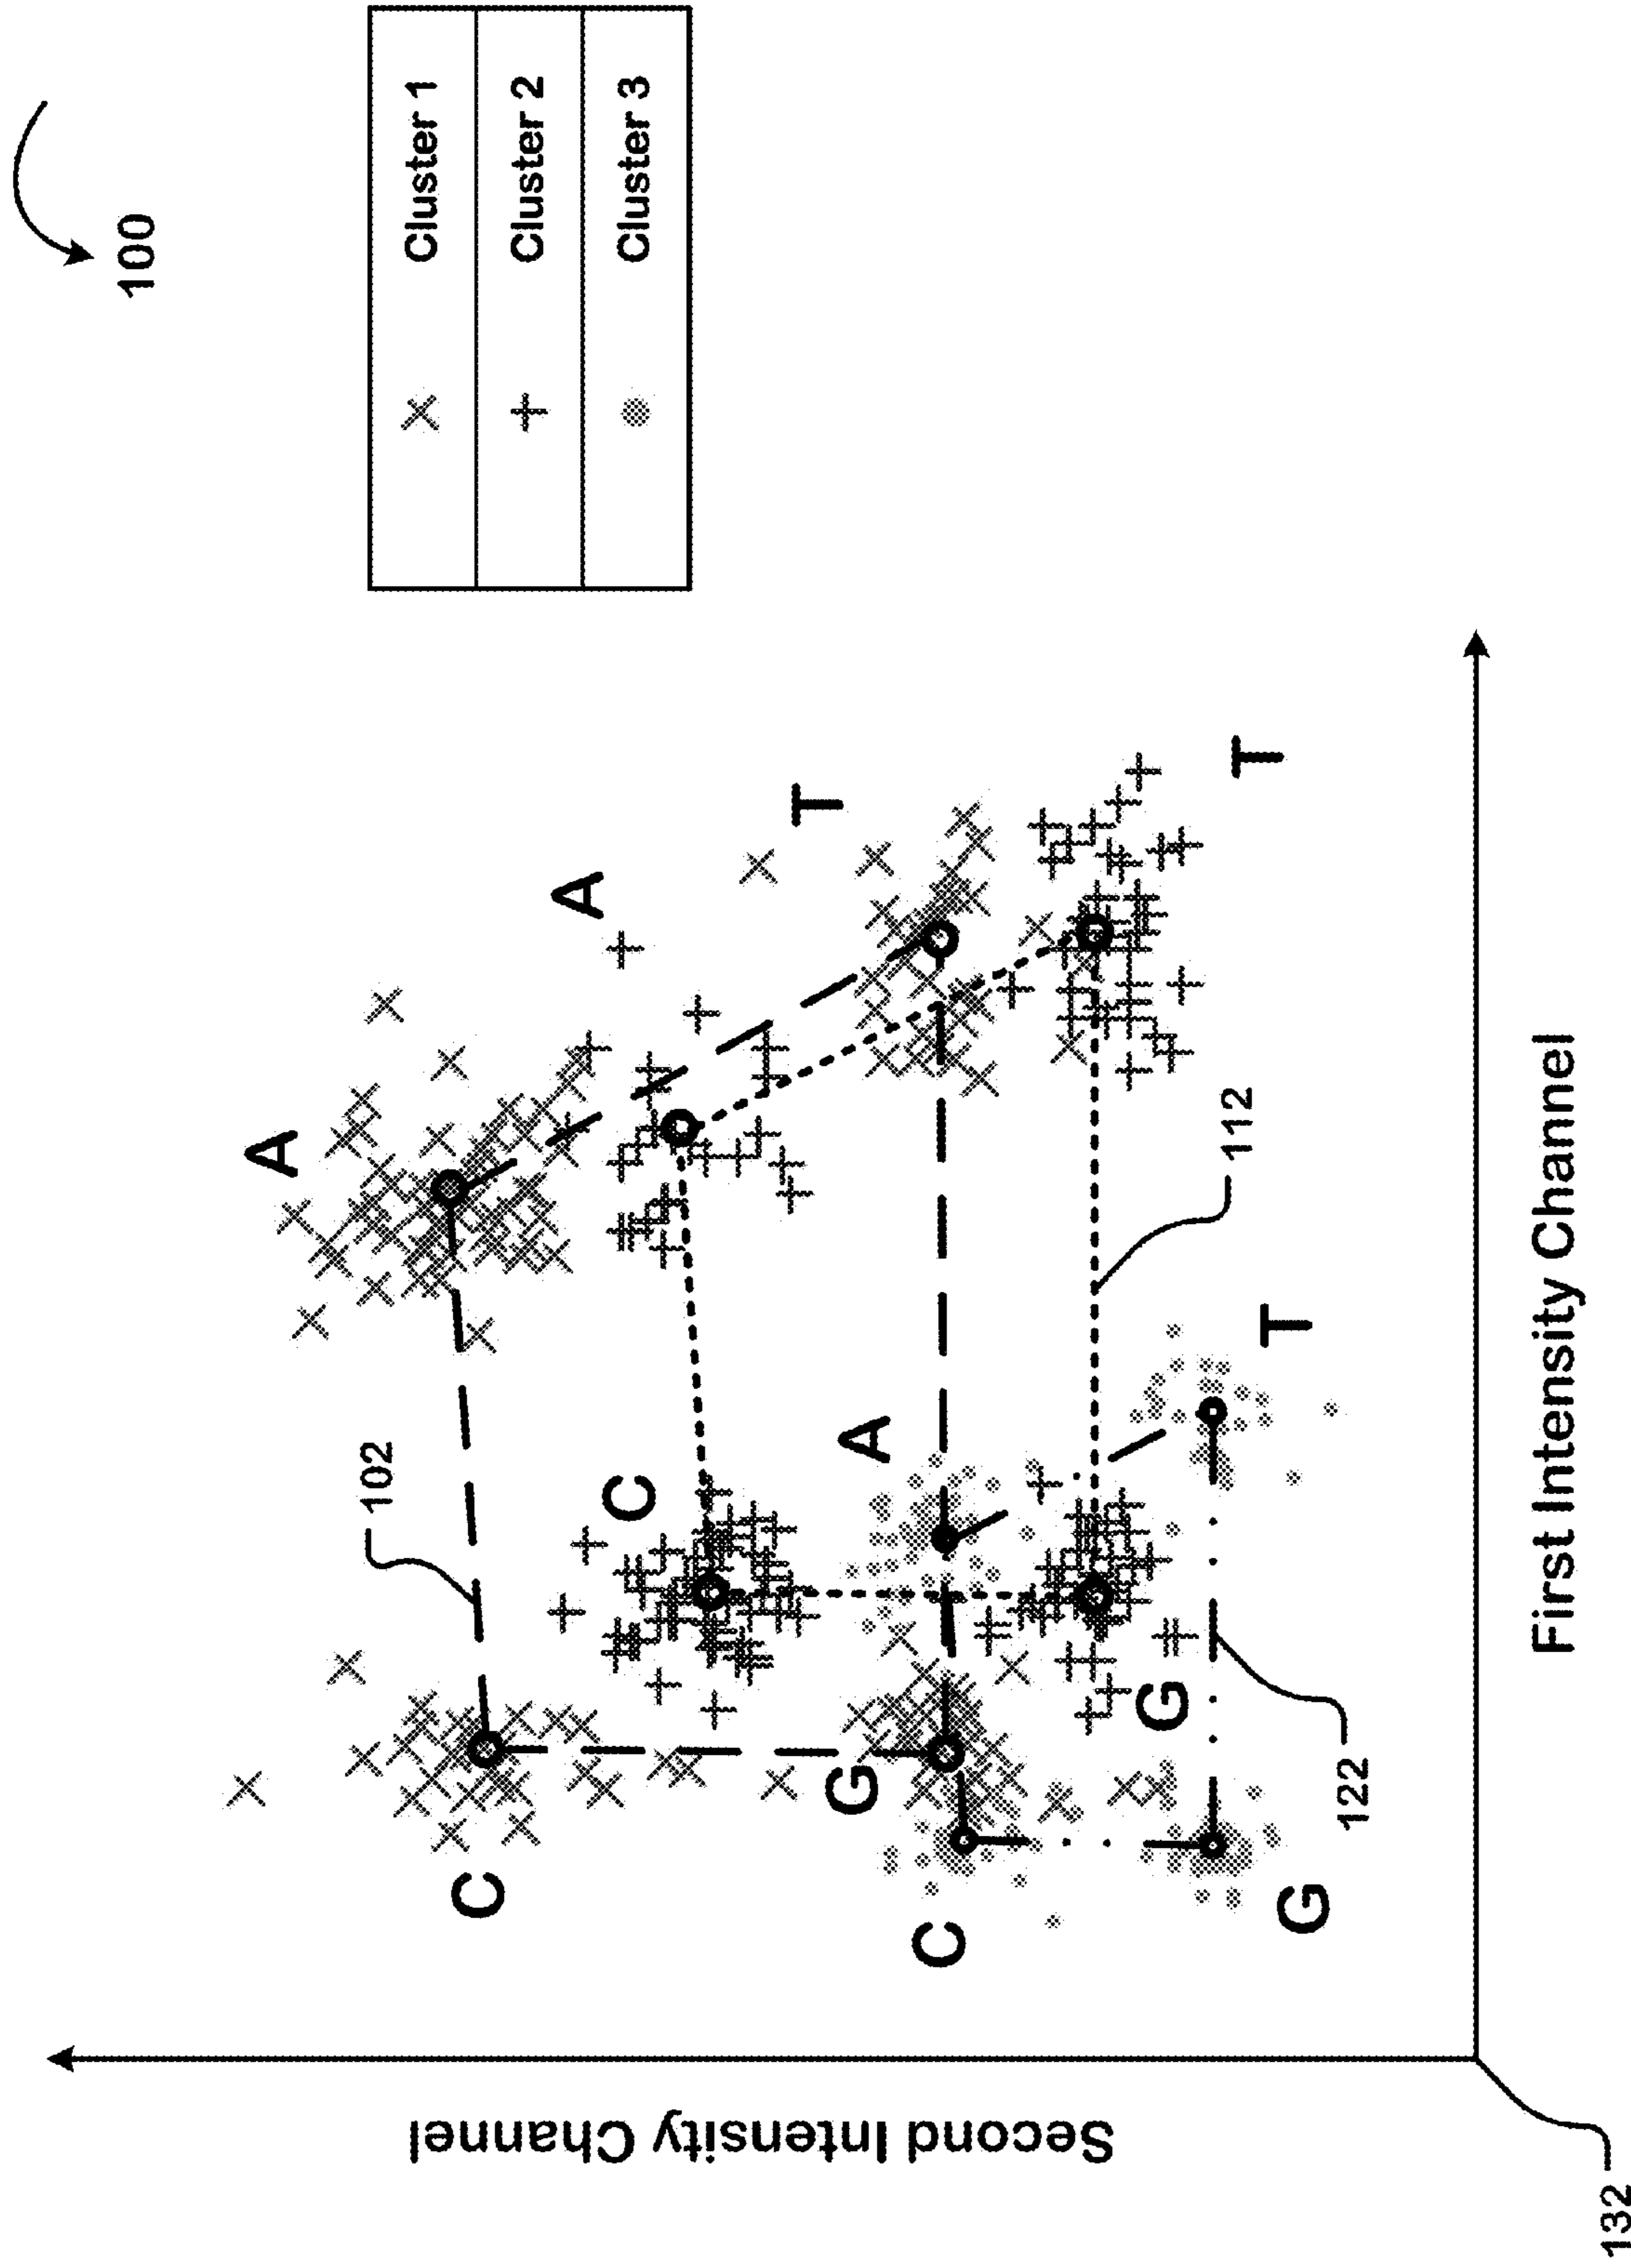 100
A
102
Cluster 1
Cluster 2
Cluster 3
C
A
C
Second Intensity Channel
T
G
A
C
G
112
T
T
G
122
First Intensity Channel
132